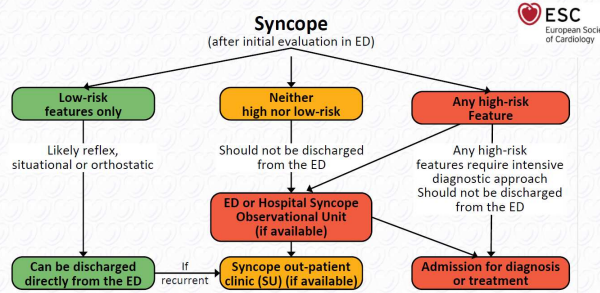 Syncope
(after initial evaluation in ED)
ESC
European Socie
of Cardiology
Low-risk
features only
Neither
high nor low-risk
Any high-risk
Feature
Likely reflex,
situational or orthostatic
Should not be discharged
from the ED
Any high-risk
features require intensive
diagnostic approach
Should not be discharged
from the ED
ED or Hospital Syncope
Observational Unit
(if available)
Can be discharged
directly from the ED
If
recurrent
Syncope out-patient
clinic (SU) (if available)
Admission for diagnosis
or treatment